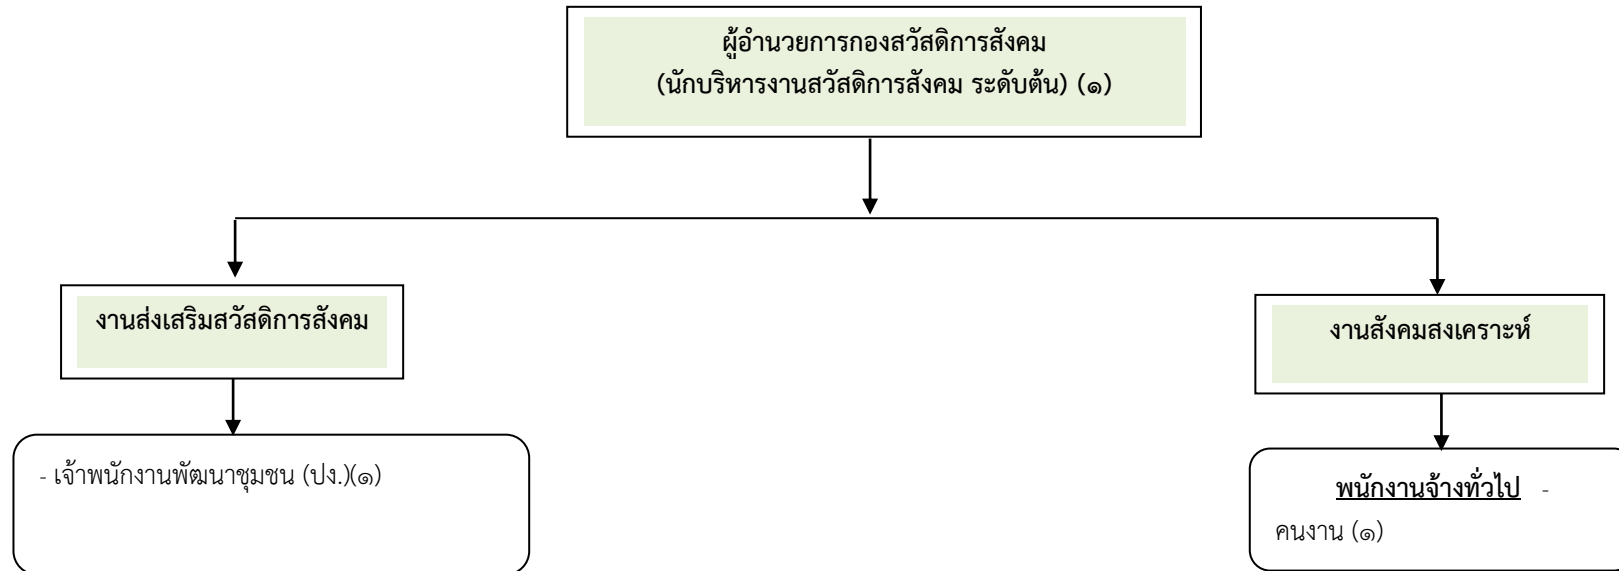 ผู้อำนวยการกองสวัสดิการสังคม
(นักบริหารงานสวัสดิการสังคม ระดับต้น) (๑)
งานส่งเสริมสวัสดิการสังคม
งานสังคมสงเคราะห์
- เจ้าพนักงานพัฒนาชุมชน (ปง.)(๑)
พนักงานจ้างทั่วไป -
คนงาน (๑)